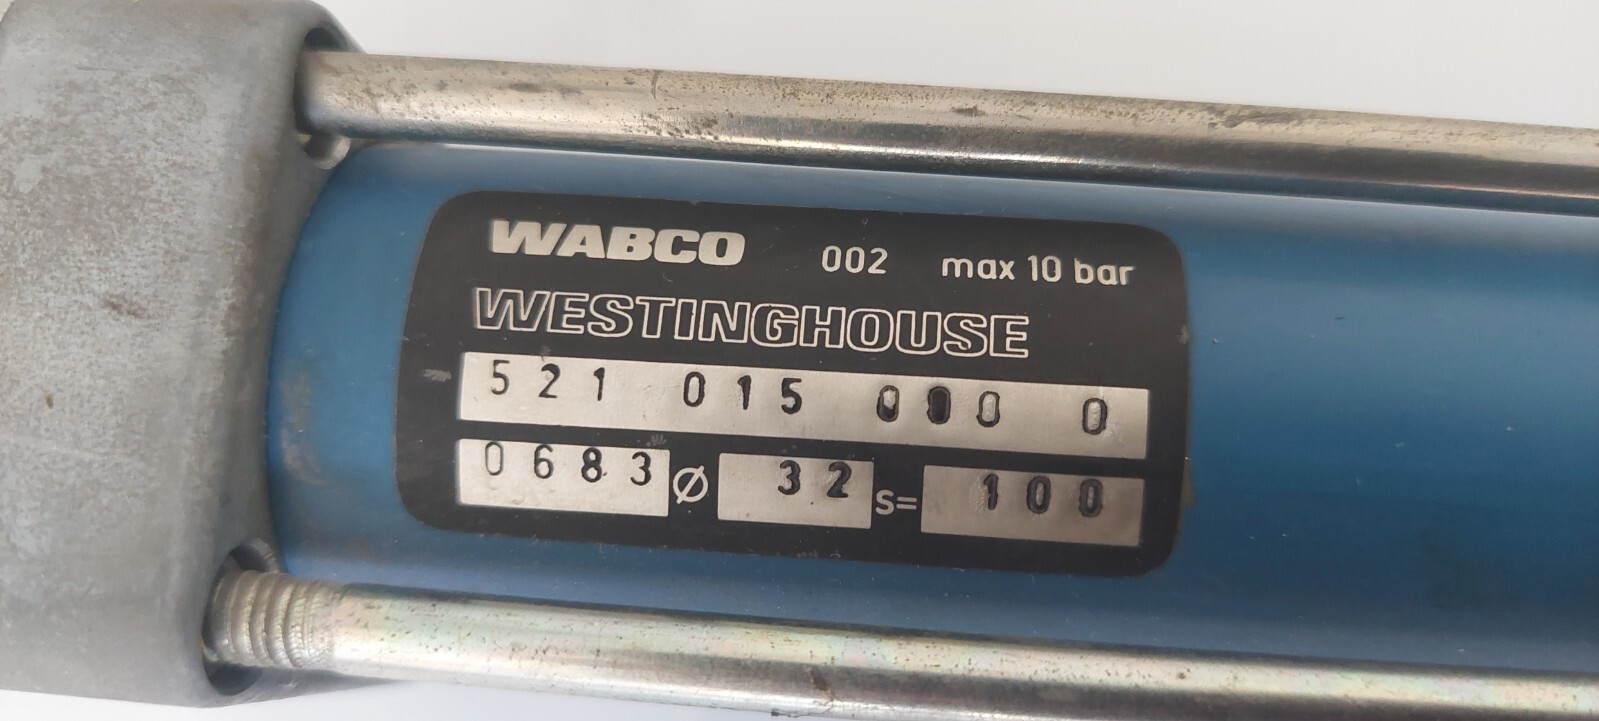 WABCO 002 max 10 bar
WESTINGHOUSE
521 015 000 0
0683 Ø 32 s= 100